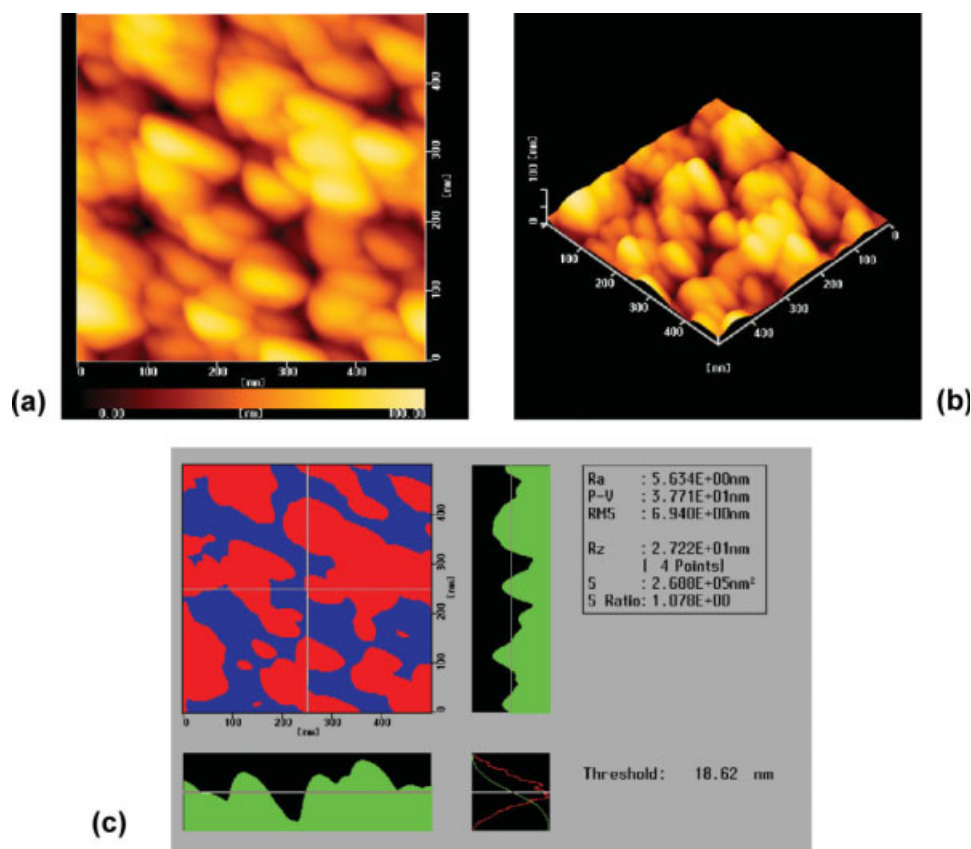 400
300
200
100
0
[nm]
0 100 200 300 400
[nm]
0.00 [nm] 100.00
(a)
100 [nm]
0
0
100
100
200
200
300
300
400
400
[nm]
(b)
400
300
200
100
0
[nm]
0 100 200 300 400
[nm]
Ra : 5.634E+00nm
P-V : 3.771E+01nm
RMS : 6.940E+00nm
Rz : 2.722E+01nm
[ 4 Points]
S : 2.688E+05nm²
S Ratio: 1.078E+00
Threshold: 18.62 nm
(c)